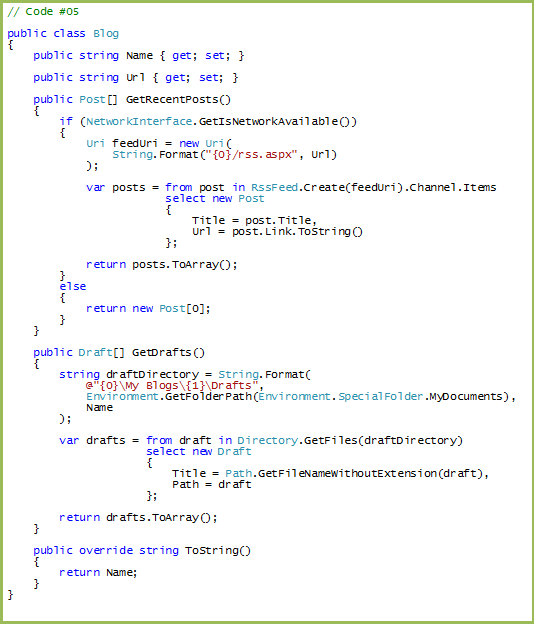 // Code #05

public class Blog
{
    public string Name { get; set; }

    public string Url { get; set; }

    public Post[] GetRecentPosts()
    {
        if (NetworkInterface.GetIsNetworkAvailable())
        {
            Uri feedUri = new Uri(
                String.Format("{0}/rss.aspx", Url)
            );

            var posts = from post in RssFeed.Create(feedUri).Channel.Items
                        select new Post
                        {
                            Title = post.Title,
                            Url = post.Link.ToString()
                        };

            return posts.ToArray();
        }
        else
        {
            return new Post[0];
        }
    }

    public Draft[] GetDrafts()
    {
        string draftDirectory = String.Format(
            @"{0}\My Blogs\{1}\Drafts",
            Environment.GetFolderPath(Environment.SpecialFolder.MyDocuments),
            Name
        );

        var drafts = from draft in Directory.GetFiles(draftDirectory)
                     select new Draft
                     {
                         Title = Path.GetFileNameWithoutExtension(draft),
                         Path = draft
                     };

        return drafts.ToArray();
    }

    public override string ToString()
    {
        return Name;
    }
}